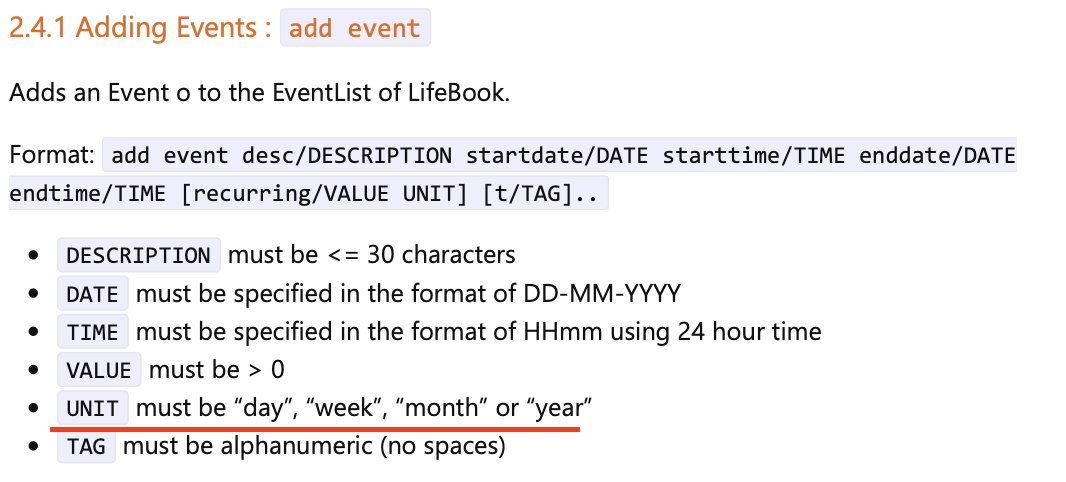 2.4.1 Adding Events : add event
Adds an Event o to the EventList of LifeBook.
Format: add event desc/DESCRIPTION startdate/DATE starttime/TIME enddate/DATE
endtime/TIME [recurring/VALUE UNIT] [t/TAG]..
• DESCRIPTION must be <= 30 characters
• DATE must be specified in the format of DD-MM-YYYY
• TIME must be specified in the format of HHmm using 24 hour time
• VALUE must be > 0
• UNIT must be “day”, “week”, “month” or “year”
• TAG must be alphanumeric (no spaces)